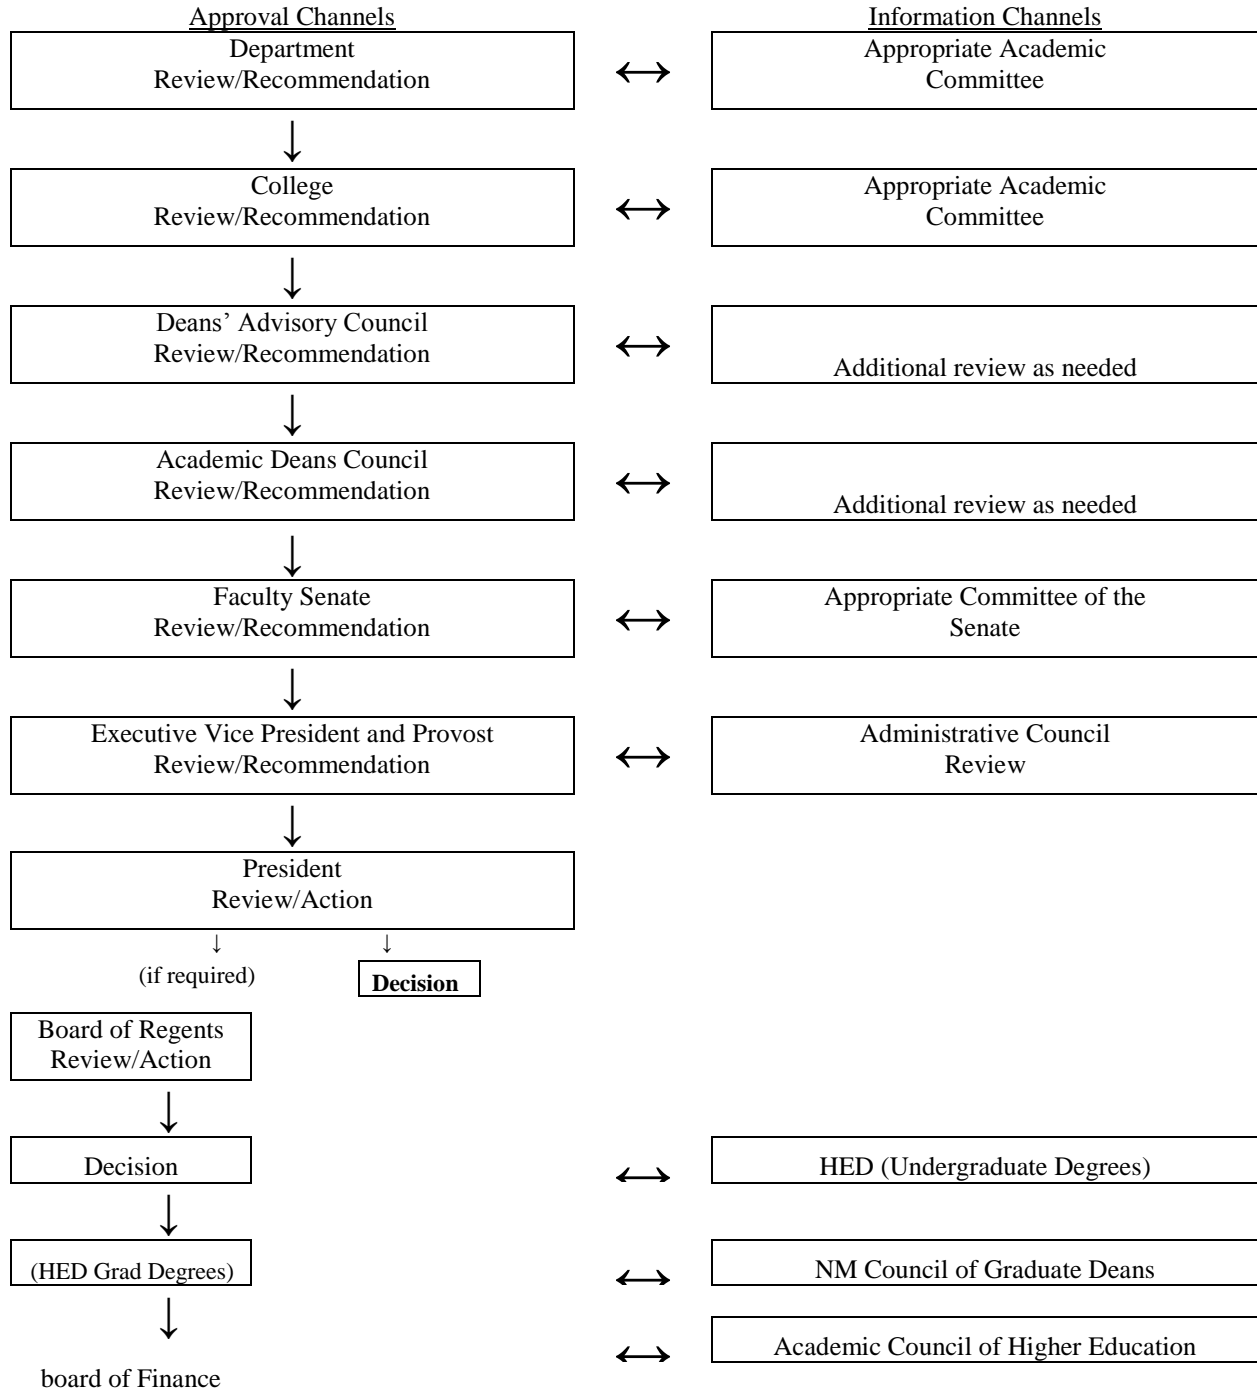 Approval Channels
Information Channels
Department
Review/Recommendation
Appropriate Academic
Committee
College
Review/Recommendation
Appropriate Academic
Committee
Deans’ Advisory Council
Review/Recommendation
Additional review as needed
Academic Deans Council
Review/Recommendation
Additional review as needed
Faculty Senate
Review/Recommendation
Appropriate Committee of the
Senate
Executive Vice President and Provost
Review/Recommendation
Administrative Council
Review
President
Review/Action
(if required)
Decision
Board of Regents
Review/Action
Decision
HED (Undergraduate Degrees)
(HED Grad Degrees)
NM Council of Graduate Deans
Academic Council of Higher Education
board of Finance